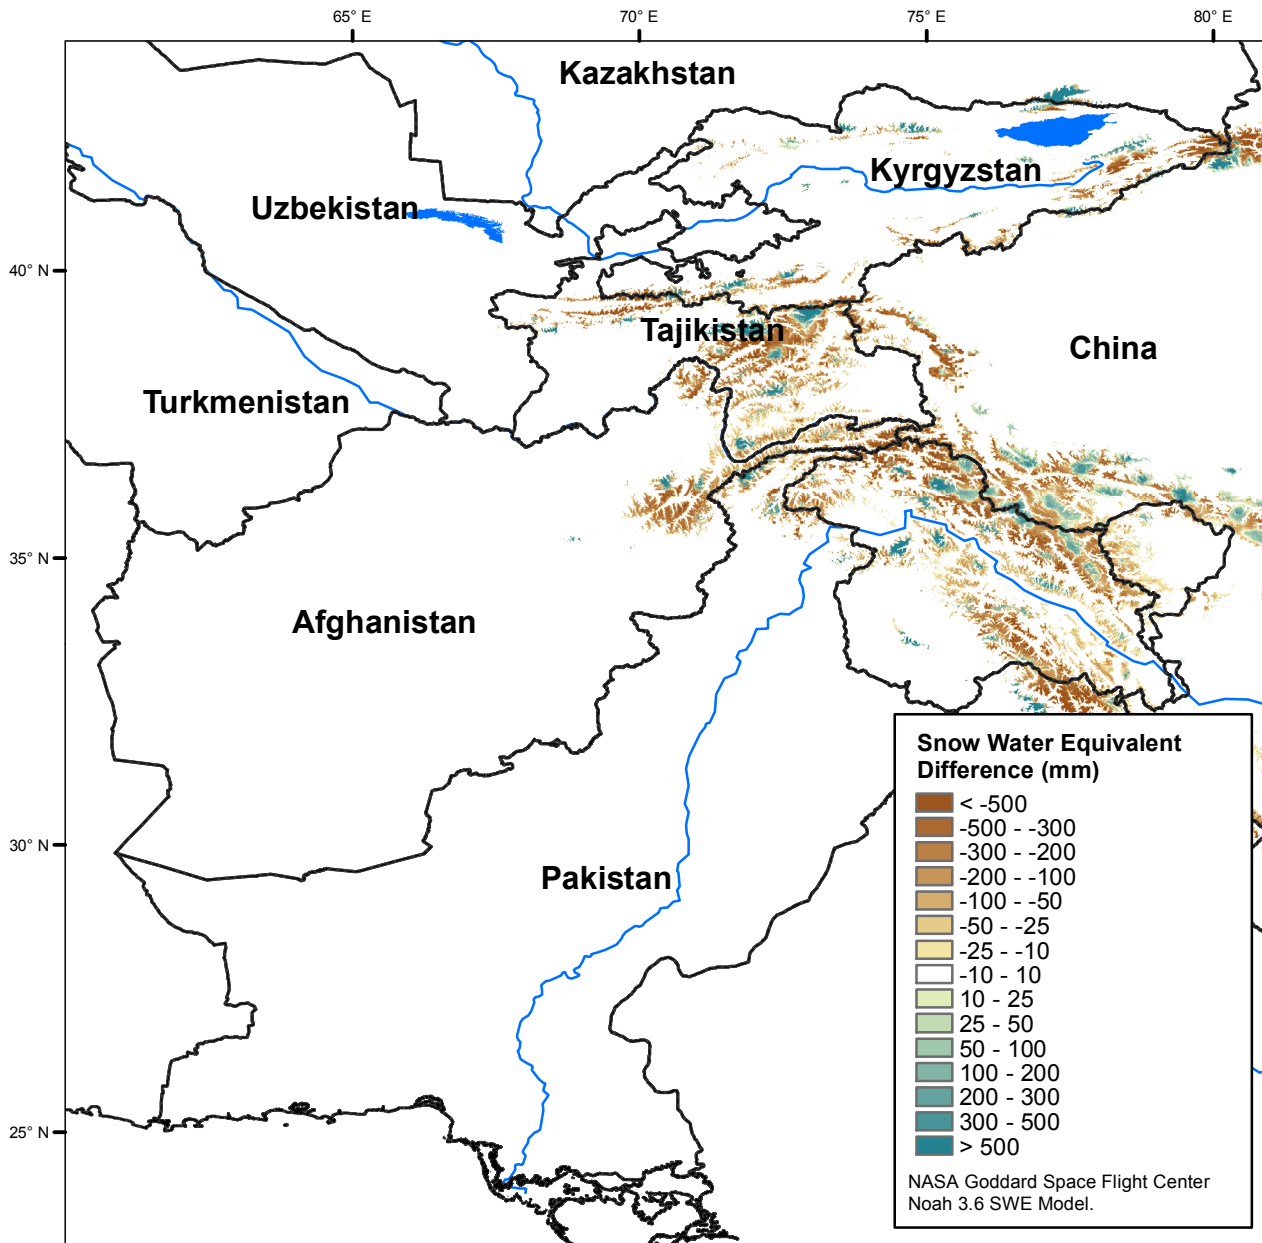 65° E
70° E
75° E
80° E
Kazakhstan
Kyrgyzstan
Uzbekistan
40° N
Tajikistan
China
Turkmenistan
35° N
Afghanistan
30° N
Pakistan
25° N
Snow Water Equivalent
Difference (mm)
< -500
-500 - -300
-300 - -200
-200 - -100
-100 - -50
-50 - -25
-25 - -10
-10 - 10
10 - 25
25 - 50
50 - 100
100 - 200
200 - 300
300 - 500
> 500
NASA Goddard Space Flight Center
Noah 3.6 SWE Model.